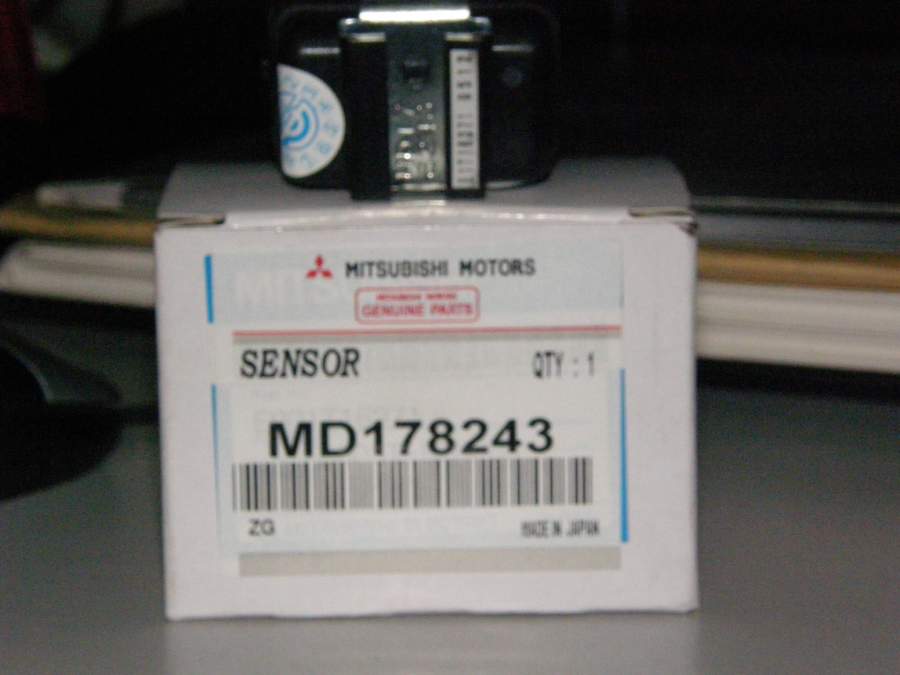 MITSUBISHI MOTORS
GENUINE PARTS
SENSOR
QTY : 1
MD178243
ZG
MADE IN JAPAN